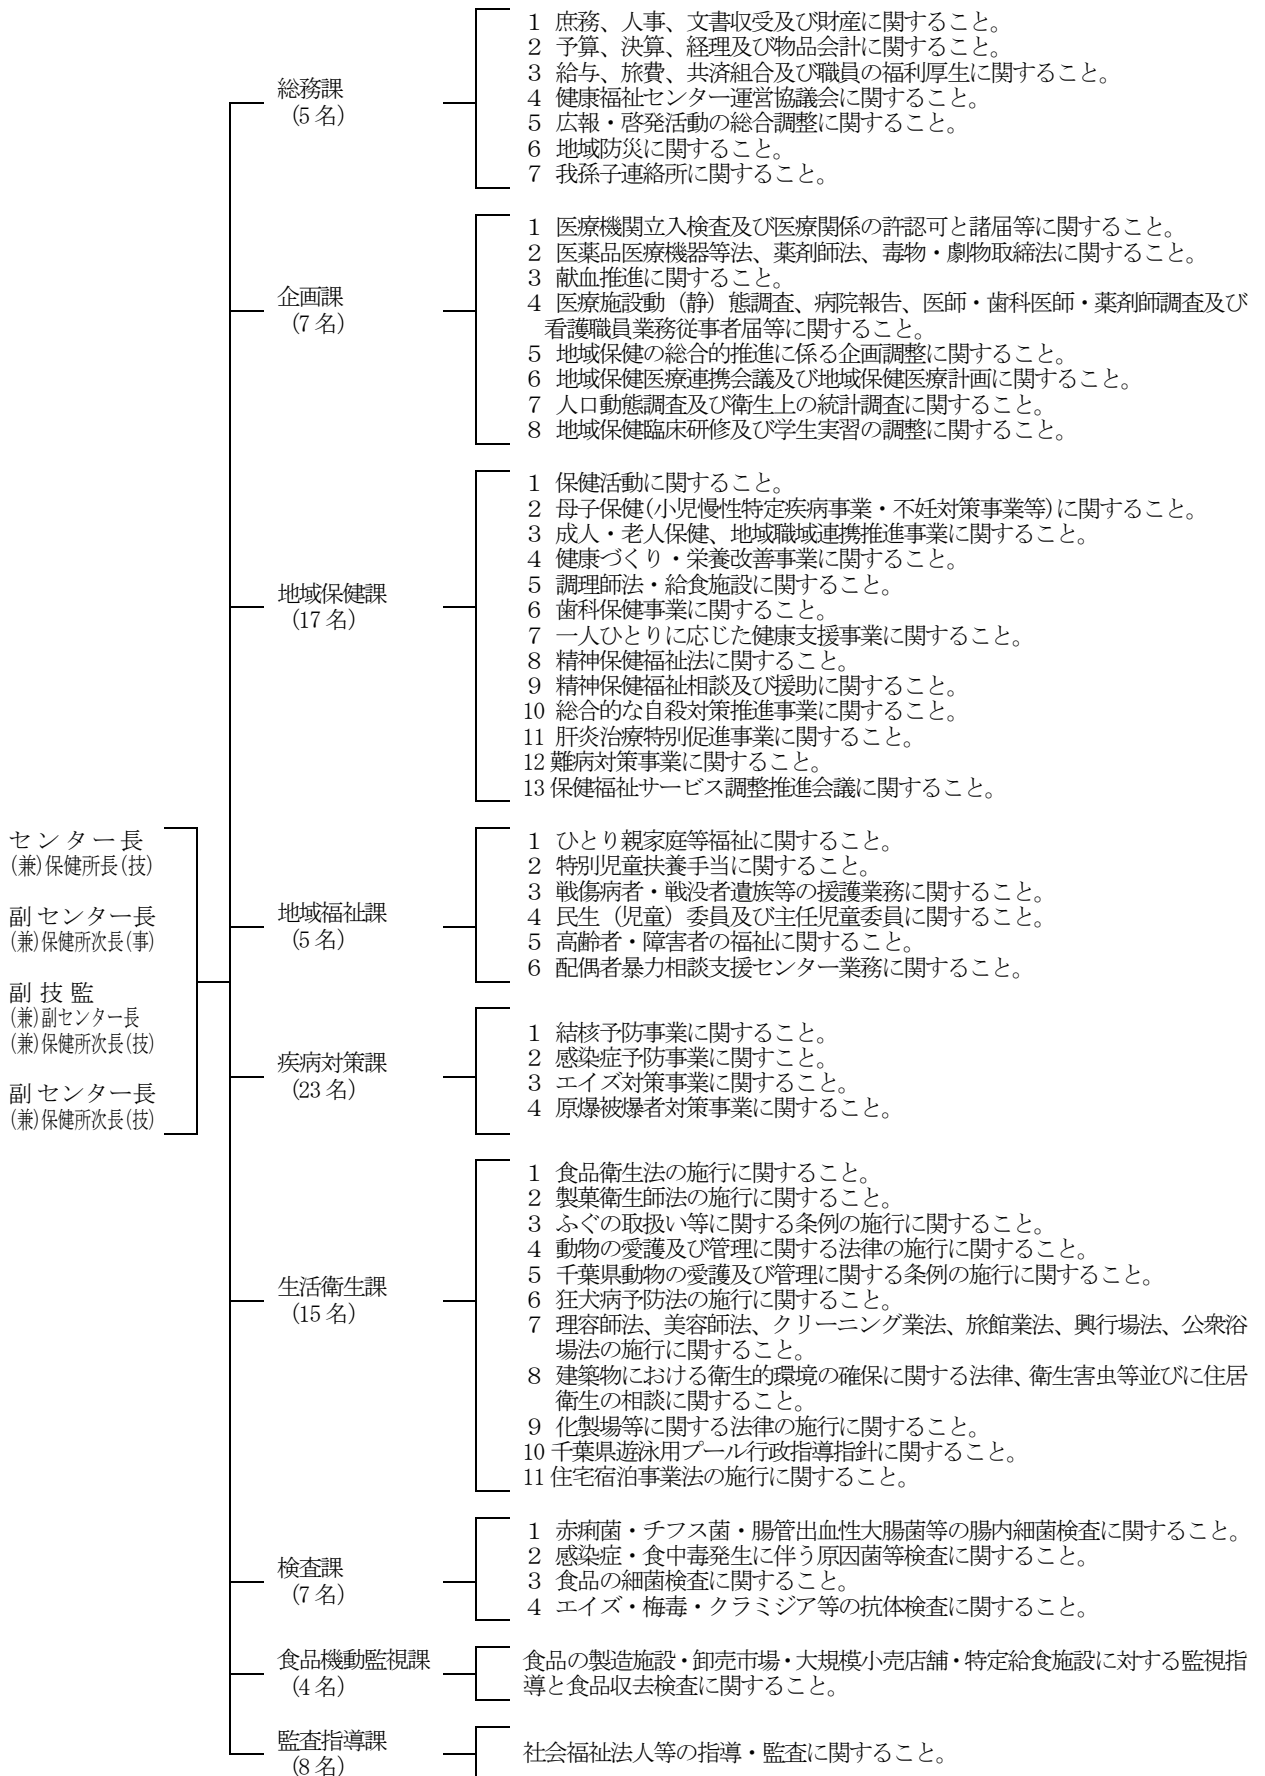 センター長
(兼)保健所長(技)
副センター長
(兼)保健所次長(事)
副技監
(兼)副センター長
(兼)保健所次長(技)
副センター長
(兼)保健所次長(技)
総務課
(5名)
1 庶務、人事、文書収受及び財産に関すること。
2 予算、決算、経理及び物品会計に関すること。
3 給与、旅費、共済組合及び職員の福利厚生に関すること。
4 健康福祉センター運営協議会に関すること。
5 広報・啓発活動の総合調整に関すること。
6 地域防災に関すること。
7 我孫子連絡所に関すること。
企画課
(7名)
1 医療機関立入検査及び医療関係の許認可と諸届等に関すること。
2 医薬品医療機器等法、薬剤師法、毒物・劇物取締法に関すること。
3 献血推進に関すること。
4 医療施設動（静）態調査、病院報告、医師・歯科医師・薬剤師調査及び
看護職員業務従事者届等に関すること。
5 地域保健の総合的推進に係る企画調整に関すること。
6 地域保健医療連携会議及び地域保健医療計画に関すること。
7 人口動態調査及び衛生上の統計調査に関すること。
8 地域保健臨床研修及び学生実習の調整に関すること。
地域保健課
(17名)
1 保健活動に関すること。
2 母子保健(小児慢性特定疾病事業・不妊対策事業等)に関すること。
3 成人・老人保健、地域職域連携推進事業に関すること。
4 健康づくり・栄養改善事業に関すること。
5 調理師法・給食施設に関すること。
6 歯科保健事業に関すること。
7 一人ひとりに応じた健康支援事業に関すること。
8 精神保健福祉法に関すること。
9 精神保健福祉相談及び援助に関すること。
10 総合的な自殺対策推進事業に関すること。
11 肝炎治療特別促進事業に関すること。
12 難病対策事業に関すること。
13 保健福祉サービス調整推進会議に関すること。
地域福祉課
(5名)
1 ひとり親家庭等福祉に関すること。
2 特別児童扶養手当に関すること。
3 戦傷病者・戦没者遺族等の援護業務に関すること。
4 民生（児童）委員及び主任児童委員に関すること。
5 高齢者・障害者の福祉に関すること。
6 配偶者暴力相談支援センター業務に関すること。
疾病対策課
(23名)
1 結核予防事業に関すること。
2 感染症予防事業に関すこと。
3 エイズ対策事業に関すること。
4 原爆被爆者対策事業に関すること。
生活衛生課
(15名)
1 食品衛生法の施行に関すること。
2 製菓衛生師法の施行に関すること。
3 ふぐの取扱い等に関する条例の施行に関すること。
4 動物の愛護及び管理に関する法律の施行に関すること。
5 千葉県動物の愛護及び管理に関する条例の施行に関すること。
6 狂犬病予防法の施行に関すること。
7 理容師法、美容師法、クリーニング業法、旅館業法、興行場法、公衆浴
場法の施行に関すること。
8 建築物における衛生的環境の確保に関する法律、衛生害虫等並びに住居
衛生の相談に関すること。
9 化製場等に関する法律の施行に関すること。
10 千葉県遊泳用プール行政指導指針に関すること。
11 住宅宿泊事業法の施行に関すること。
検査課
(7名)
1 赤痢菌・チフス菌・腸管出血性大腸菌等の腸内細菌検査に関すること。
2 感染症・食中毒発生に伴う原因菌等検査に関すること。
3 食品の細菌検査に関すること。
4 エイズ・梅毒・クラミジア等の抗体検査に関すること。
食品機動監視課
(4名)
食品の製造施設・卸売市場・大規模小売店舗・特定給食施設に対する監視指
導と食品収去検査に関すること。
監査指導課
(8名)
社会福祉法人等の指導・監査に関すること。